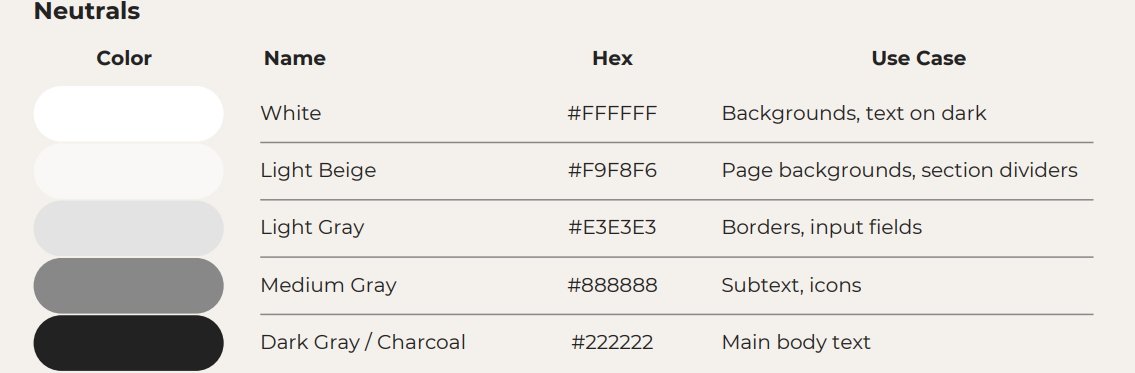 Neutrals
Color Name Hex Use Case
White #FFFFFF Backgrounds, text on dark
Light Beige #F9F8F6 Page backgrounds, section dividers
Light Gray #E3E3E3 Borders, input fields
Medium Gray #888888 Subtext, icons
Dark Gray / Charcoal #222222 Main body text